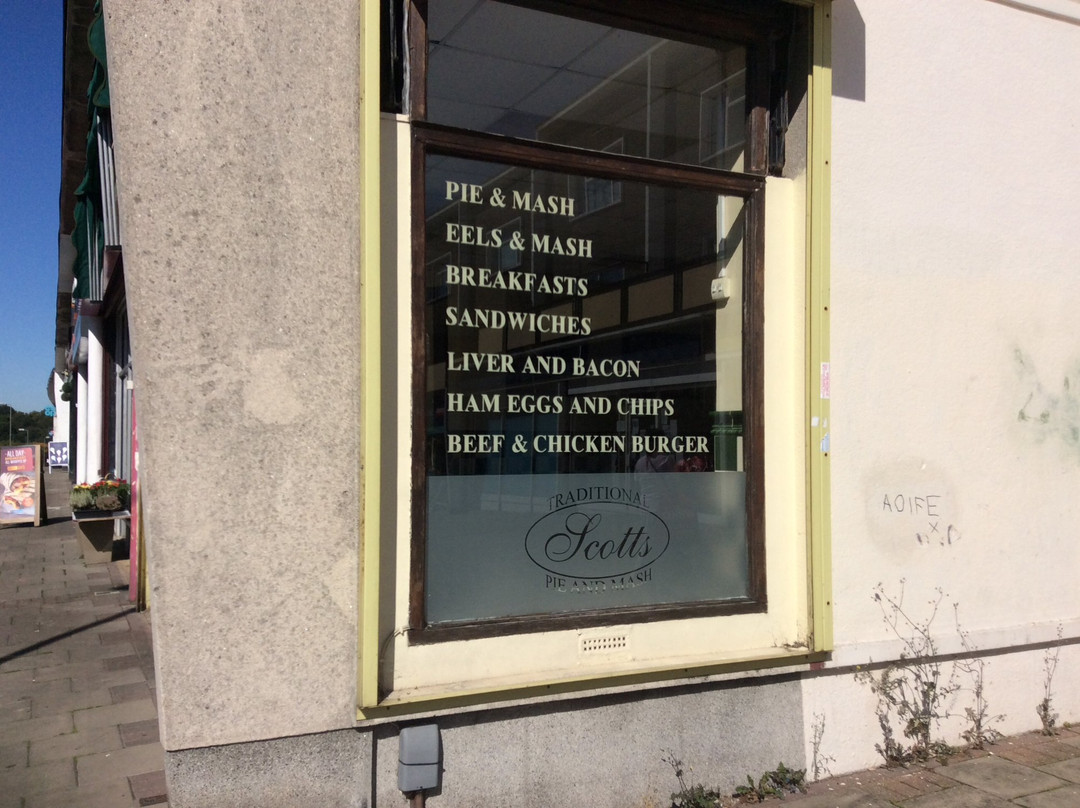 PIE & MASH
EELS & MASH
BREAKFASTS
SANDWICHES
LIVER AND BACON
HAM EGGS AND CHIPS
BEEF & CHICKEN BURGER
TRADITIONAL
Scotts
PIE AND MASH
ALL DAY
AOIFE
X